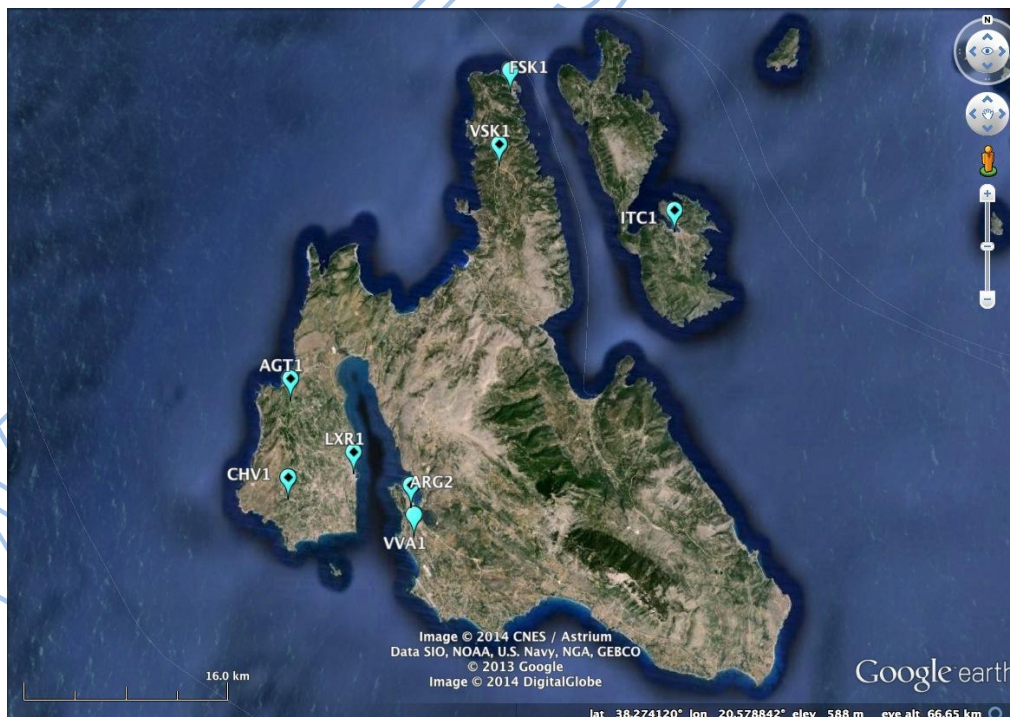 N
FSK1
VSK1
ITC1
AGT1
LXR1
CHV1
ARG2
VVA1
Image © 2014 CNES / Astrium
Data SIO, NOAA, U.S. Navy, NGA, GEBCO
© 2013 Google
Image © 2014 DigitalGlobe
16.0 km
Google earth
lat 38.274120° lon 20.578842° elev 588 m eye alt 66.65 km